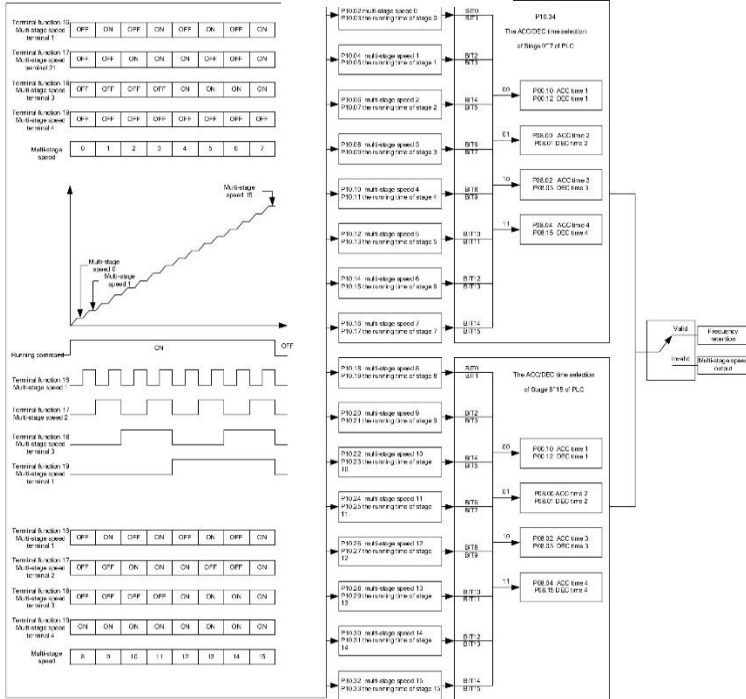 Terminal function 16
Multi-stage speed
terminal 1
OFF ON OFF ON OFF ON OFF ON
Terminal function 17
Multi-stage speed
terminal 21
OFF OFF ON ON OFF OFF ON ON
Terminal function 18
Multi-stage speed
terminal 3
OFF OFF OFF OFF ON ON ON ON
Terminal function 19
Multi-stage speed
terminal 4
OFF OFF OFF OFF OFF OFF OFF OFF
Multi-stage
speed
0 1 2 3 4 5 6 7
Multi-stage
speed 15
Multi-stage
speed 0
Multi-stage
speed 1
Running command
ON
OFF
Terminal function 16
Multi-stage speed 1
Terminal function 17
Multi-stage speed 2
Terminal function 18
Multi-stage speed
terminal 3
Terminal function 19
Multi-stage speed
terminal 1
Terminal function 16
Multi-stage speed
terminal 1
OFF ON OFF ON OFF ON OFF ON
Terminal function 17
Multi-stage speed
terminal 2
OFF OFF ON ON OFF OFF ON ON
Terminal function 18
Multi-stage speed
terminal 3
OFF OFF OFF OFF ON ON ON ON
Terminal function 19
Multi-stage speed
terminal 4
ON ON ON ON ON ON ON ON
Multi-stage
speed
8 9 10 11 12 13 14 15
P10.02 multi-stage speed 0
P10.03 the running time of stage 3
P10.04 multi-stage speed 1
P10.05 the running time of stage 1
P10.06 multi-stage speed 2
P10.07 the running time of stage 2
P10.08 multi-stage speed 3
P10.09 the running time of stage 3
P10.10 multi-stage speed 4
P10.11 the running time of stage 4
P10.12 multi-stage speed 5
P10.13 the running time of stage 5
P10.14 multi-stage speed 6
P10.15 the running time of stage 6
P10.16 multi-stage speed 7
P10.17 the running time of stage 7
P10.18 multi-stage speed 8
P10.19 the running time of stage 8
P10.20 multi-stage speed 9
P10.21 the running time of stage 9
P10.22 multi-stage speed 10
P10.23 the running time of stage
10
P10.24 multi-stage speed 11
P10.25 the running time of stage
11
P10.26 multi-stage speed 12
P10.27 the running time of stage
12
P10.28 multi-stage speed 13
P10.29 the running time of stage
13
P10.30 multi-stage speed 14
P10.31 the running time of stage
14
P10.32 multi-stage speed 15
P10.33 the running time of stage 15
BIT0
BIT1
BIT2
BIT3
BIT4
BIT5
BIT6
BIT7
BIT8
BIT9
BIT10
BIT11
BIT12
BIT13
BIT14
BIT15
P10.34
The ACC/DEC time selection
of Stage 0~7 of PLC
00
P00.10 ACC time 1
P00.12 DEC time 1
01
P08.00 ACC time 2
P08.01 DEC time 2
10
P08.02 ACC time 3
P08.03 DEC time 3
11
P08.04 ACC time 4
P08.15 DEC time 4
BIT0
BIT1
BIT2
BIT3
BIT4
BIT5
BIT6
BIT7
BIT8
BIT9
BIT10
BIT11
BIT12
BIT13
BIT14
BIT15
The ACC/DEC time selection
of Stage 8~15 of PLC
00
P00.10 ACC time 1
P00.12 DEC time 1
01
P08.00 ACC time 2
P08.01 DEC time 2
10
P08.02 ACC time 3
P08.03 DEC time 3
11
P08.04 ACC time 4
P08.15 DEC time 4
Valid
Invalid
Frequency
retention
Multi-stage speed
output